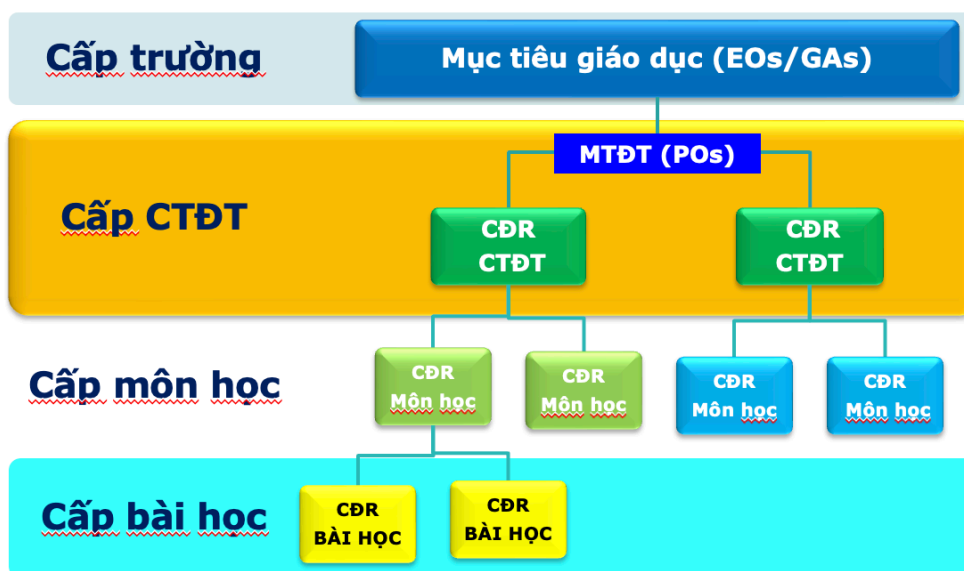 Cấp trường
Mục tiêu giáo dục (EOs/GAs)
MTĐT (POs)
Cấp CTĐT
CĐR
CTĐT
CĐR
CTĐT
Cấp môn học
CĐR
Môn học
CĐR
Môn học
CĐR
Môn học
CĐR
Môn học
Cấp bài học
CĐR
BÀI HỌC
CĐR
BÀI HỌC